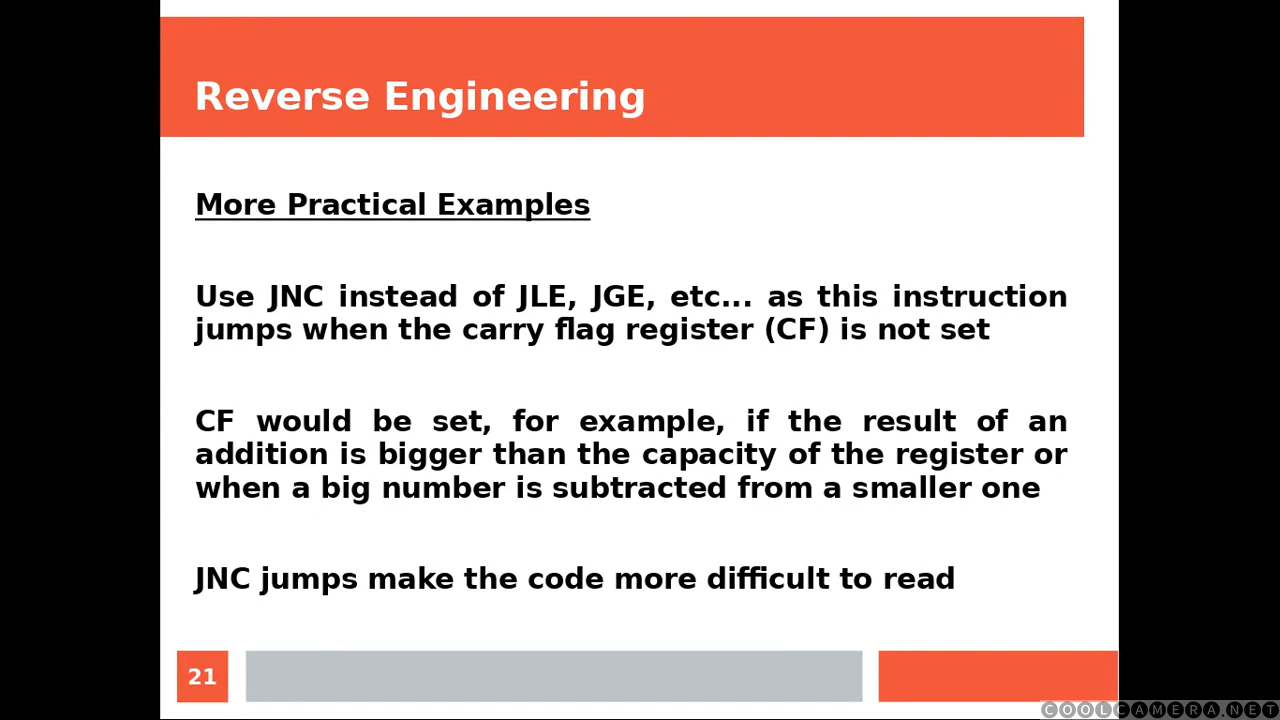 Reverse Engineering
More Practical Examples
Use JNC instead of JLE, JGE, etc... as this instruction
jumps when the carry flag register (CF) is not set
CF would be set, for example, if the result of an
addition is bigger than the capacity of the register or
when a big number is subtracted from a smaller one
JNC jumps make the code more difficult to read
21
COOLCAMERA.NET